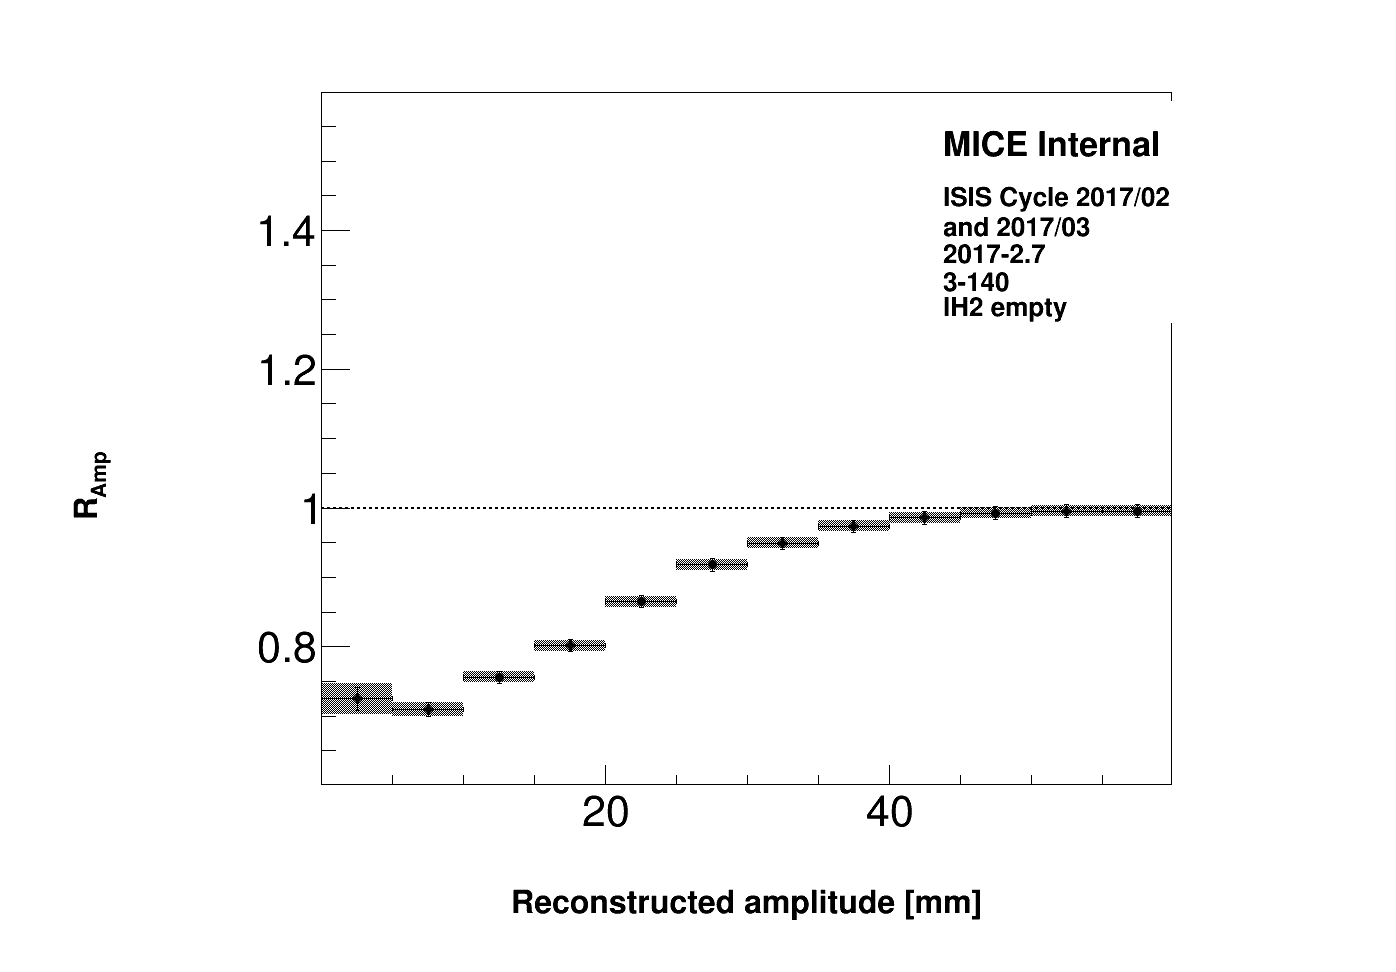 MICE Internal
ISIS Cycle 2017/02
and 2017/03
2017-2.7
3-140
IH2 empty
1.4
1.2
1
0.8
R_Amp
20
40
Reconstructed amplitude [mm]